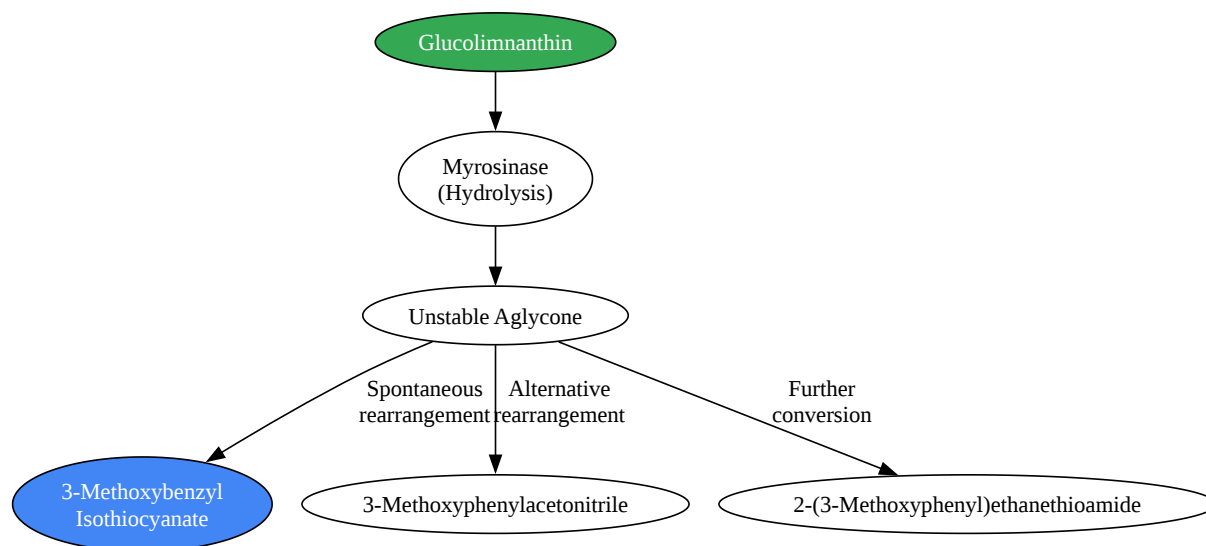 Glucolimnanthin
Myrosinase
(Hydrolysis)
Unstable Aglycone
Spontaneous
rearrangement
Alternative
rearrangement
Further
conversion
3-Methoxybenzyl
Isothiocyanate
3-Methoxyphenylacetonitrile
2-(3-Methoxyphenyl)ethanethioamide